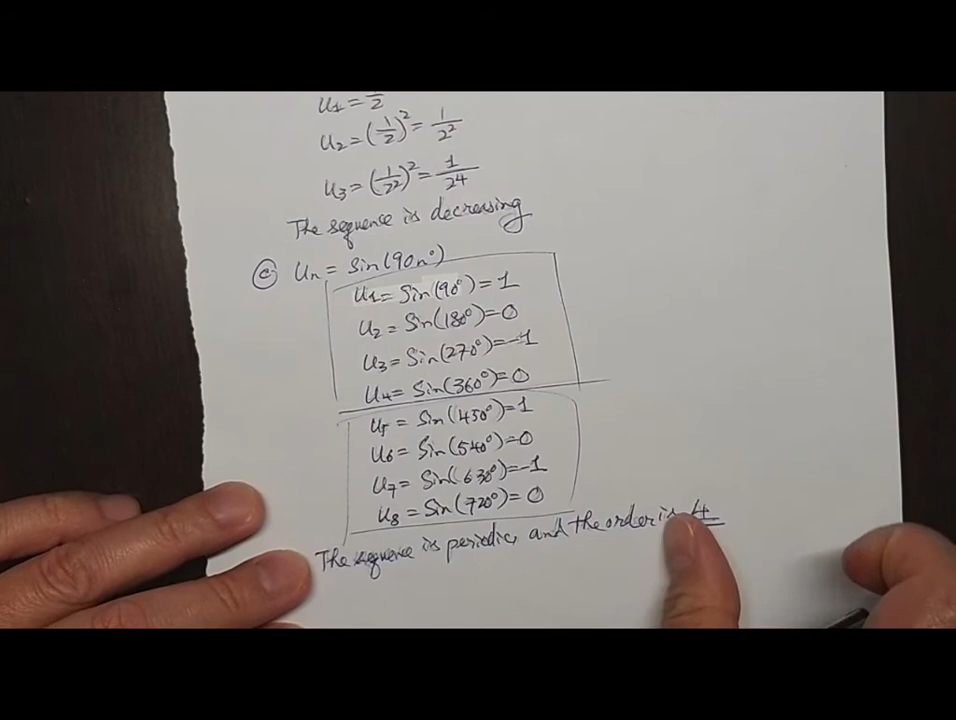 U₁ = 1/2
U₂ = (1/2)² = 1/2²
U₃ = (1/2²)² = 1/2⁴
The sequence is decreasing
ⓒ Uₙ = Sin(90n°)
U₁ = Sin(90°) = 1
U₂ = Sin(180°) = 0
U₃ = Sin(270°) = -1
U₄ = Sin(360°) = 0
U₅ = Sin(450°) = 1
U₆ = Sin(540°) = 0
U₇ = Sin(630°) = -1
U₈ = Sin(720°) = 0
The sequence is periodic, and the order is 4